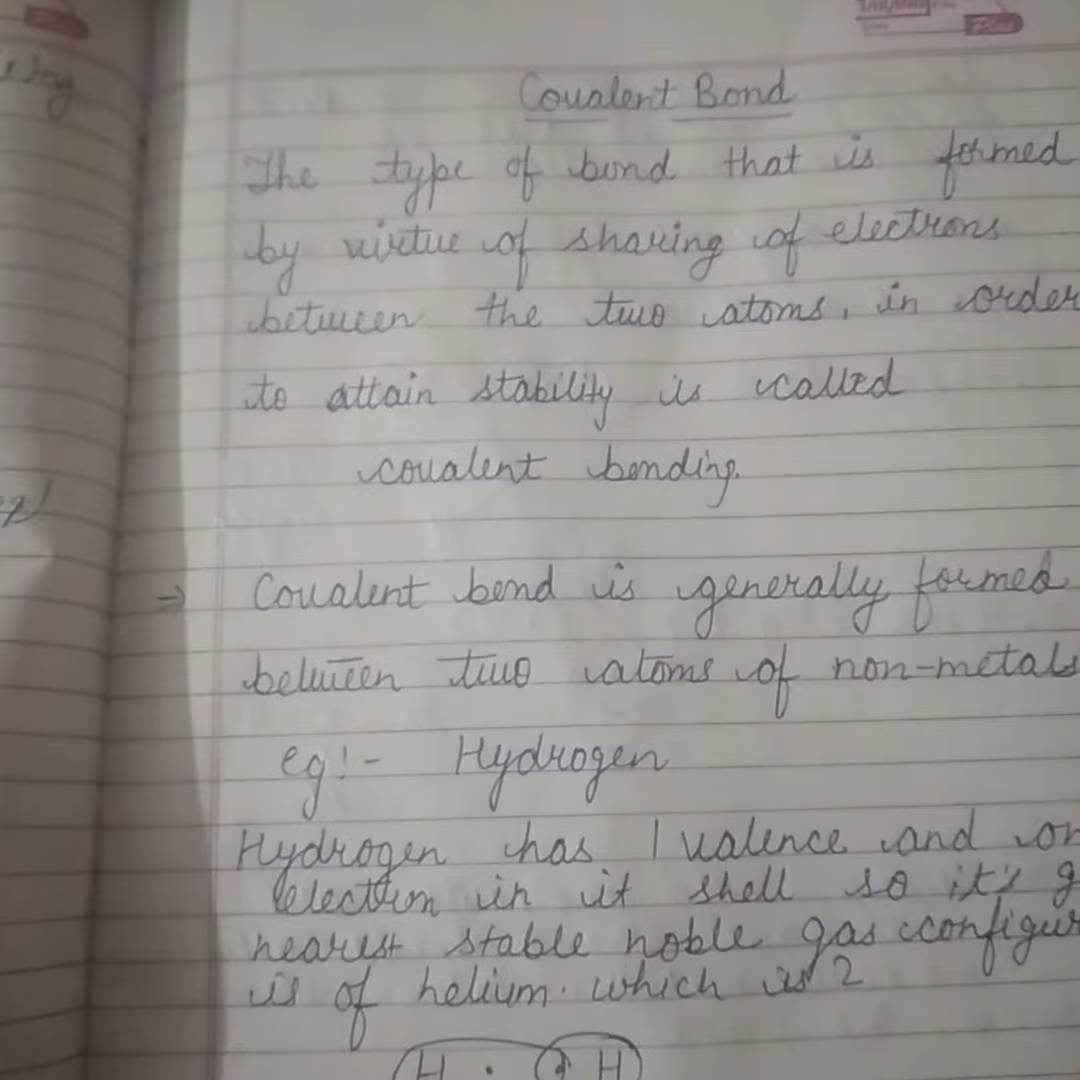 Covalent Bond
The type of bond that is formed
by virtue of sharing of electrons
between the two atoms, in order
to attain stability is called
covalent bonding.
→ Covalent bond is generally formed
between two atoms of non-metals
eg:- Hydrogen
Hydrogen has 1 valence and
electron in it shell so it's
nearest stable noble gas
is of helium. which is 2
H . H